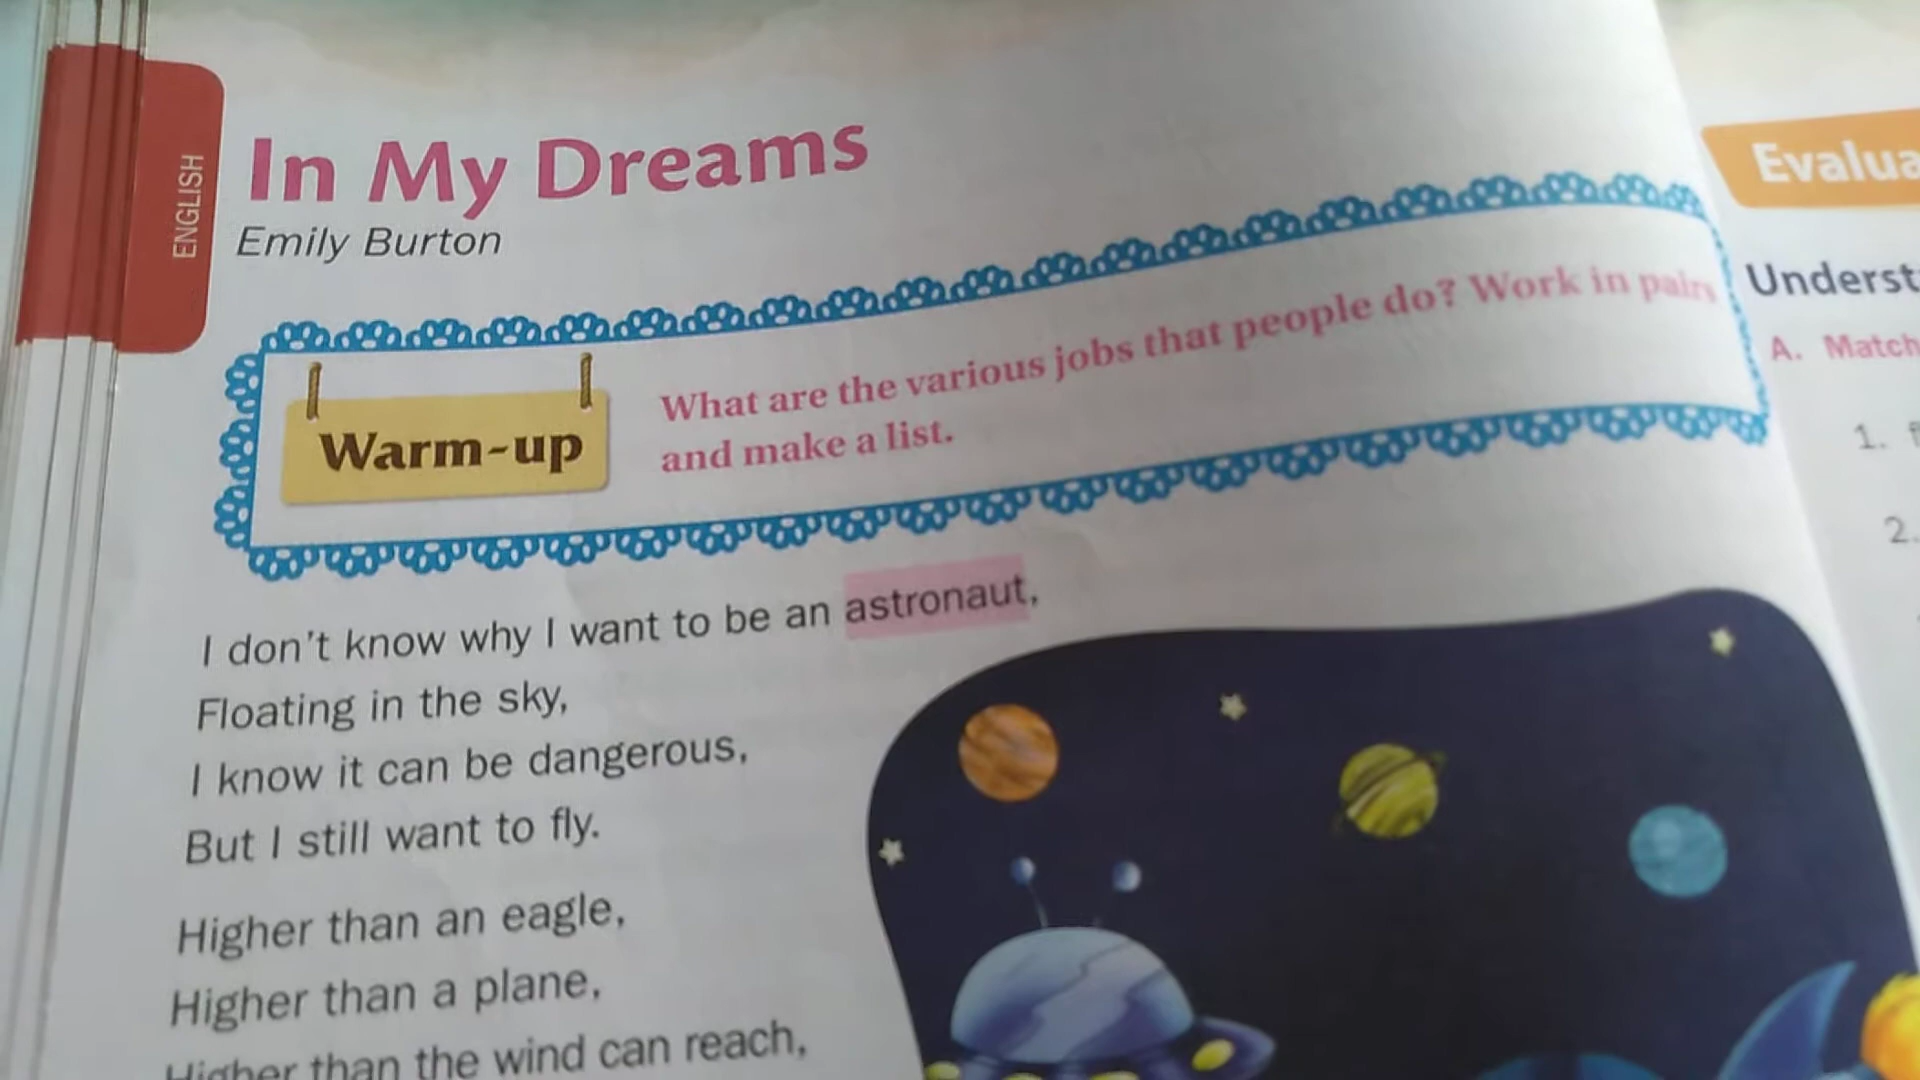 ENGLISH
In My Dreams
Emily Burton
Warm-up
What are the various jobs that people do? Work in pairs
and make a list.
I don't know why I want to be an astronaut,
Floating in the sky,
I know it can be dangerous,
But I still want to fly.
Higher than an eagle,
Higher than a plane,
Higher than the wind can reach,
Evalua
Underst
A. Match
1.
2.